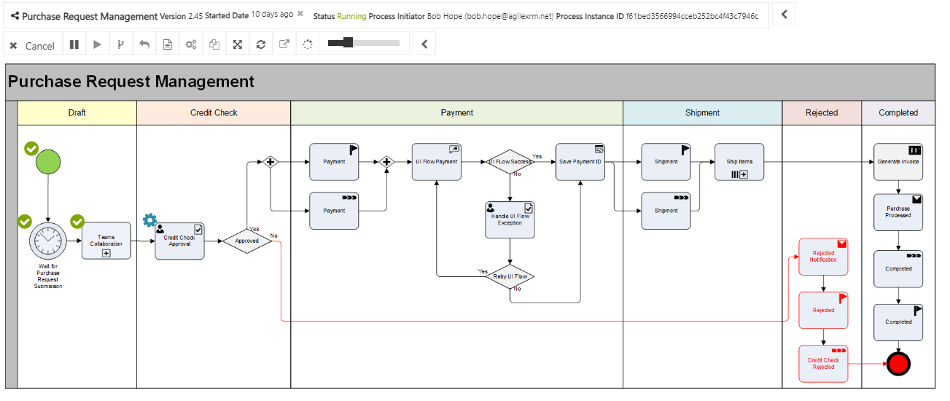 Purchase Request Management Version 2.45 Started Date 10 days ago Status Running Process Initiator Bob Hope (bob.hope@agilexrm.net) Process Instance ID f61bed3566994cceb252bc4f43c7946c
Cancel
Purchase Request Management
Draft
Credit Check
Payment
Shipment
Rejected
Completed
Wait for
Purchase
Request
Submission
Teams
Collaboration
Credit Check
Approval
Approved
Yes
No
Payment
Payment
UI Flow Payment
UI Flow Success
Yes
No
Handle UI Flow
Exception
Retry UI Flow
Yes
No
Save Payment ID
Shipment
Shipment
Ship Items
Rejected
Notification
Rejected
Credit Check
Rejected
Generate Invoice
Purchase
Processed
Completed
Completed